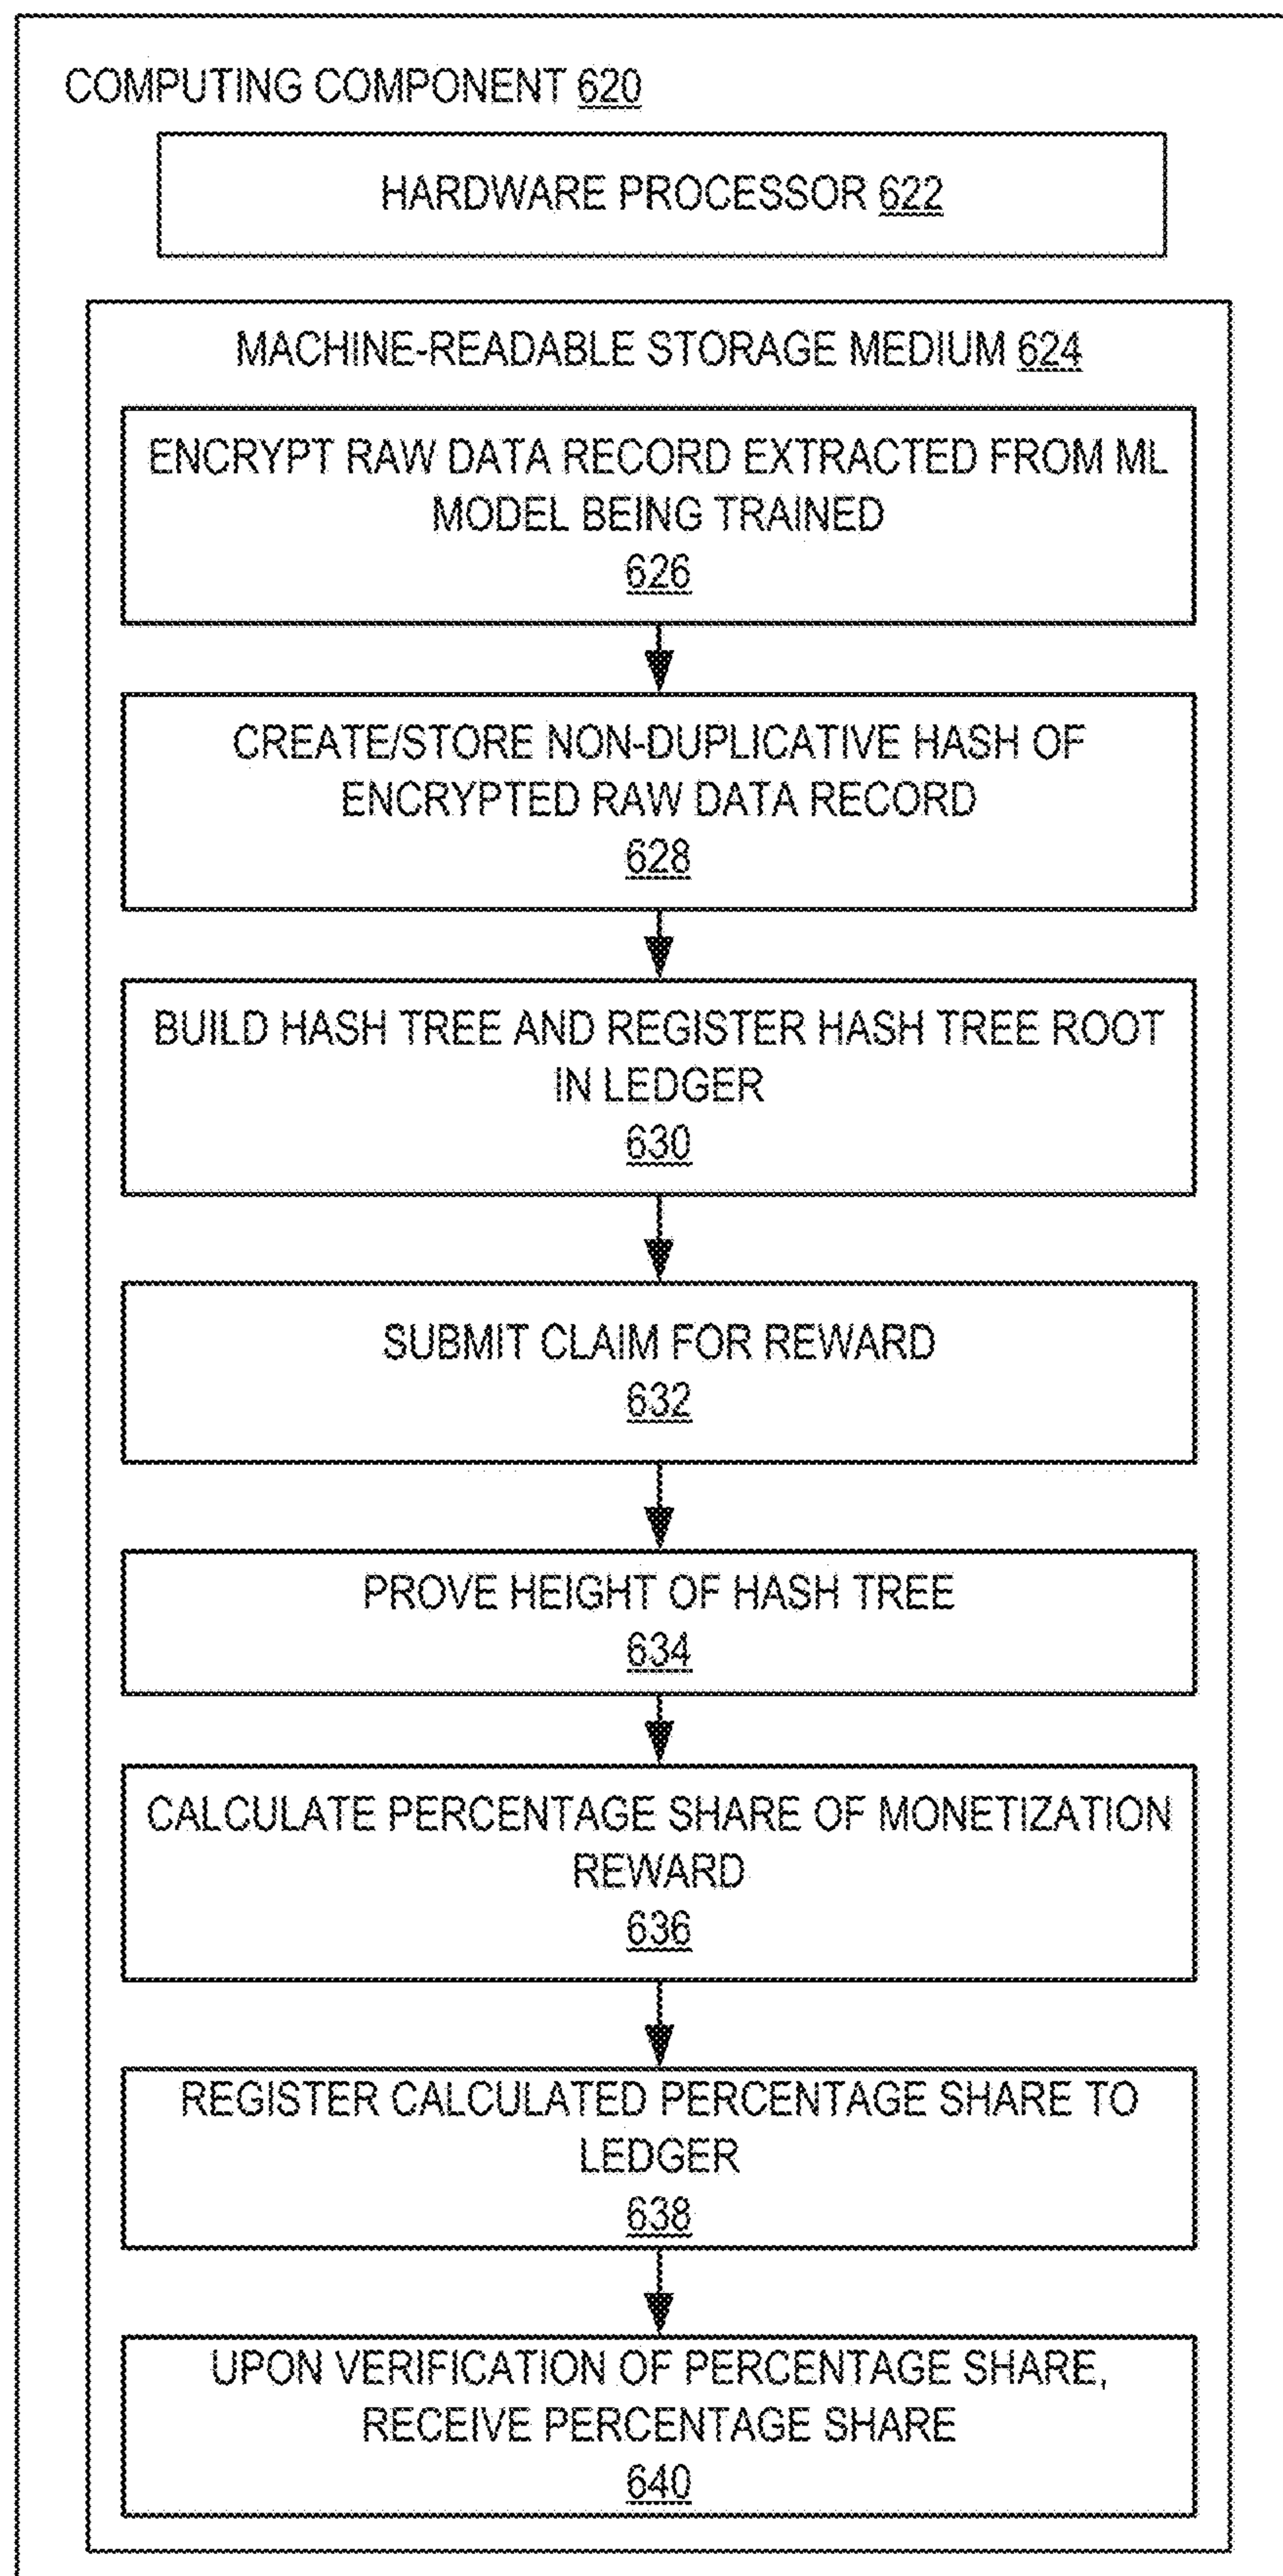 COMPUTING COMPONENT 620
HARDWARE PROCESSOR 622
MACHINE-READABLE STORAGE MEDIUM 624
ENCRYPT RAW DATA RECORD EXTRACTED FROM ML
MODEL BEING TRAINED
626
CREATE/STORE NON-DUPLICATIVE HASH OF
ENCRYPTED RAW DATA RECORD
628
BUILD HASH TREE AND REGISTER HASH TREE ROOT
IN LEDGER
630
SUBMIT CLAIM FOR REWARD
632
PROVE HEIGHT OF HASH TREE
634
CALCULATE PERCENTAGE SHARE OF MONETIZATION
REWARD
636
REGISTER CALCULATED PERCENTAGE SHARE TO
LEDGER
638
UPON VERIFICATION OF PERCENTAGE SHARE,
RECEIVE PERCENTAGE SHARE
640